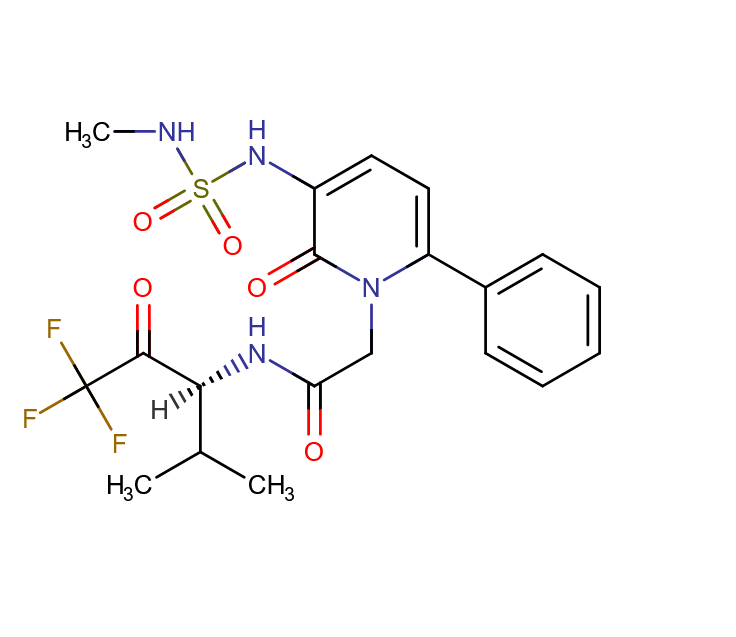 H
H3C NH N
S
O O
O N
O H
F N
H
F F O
H3C CH3